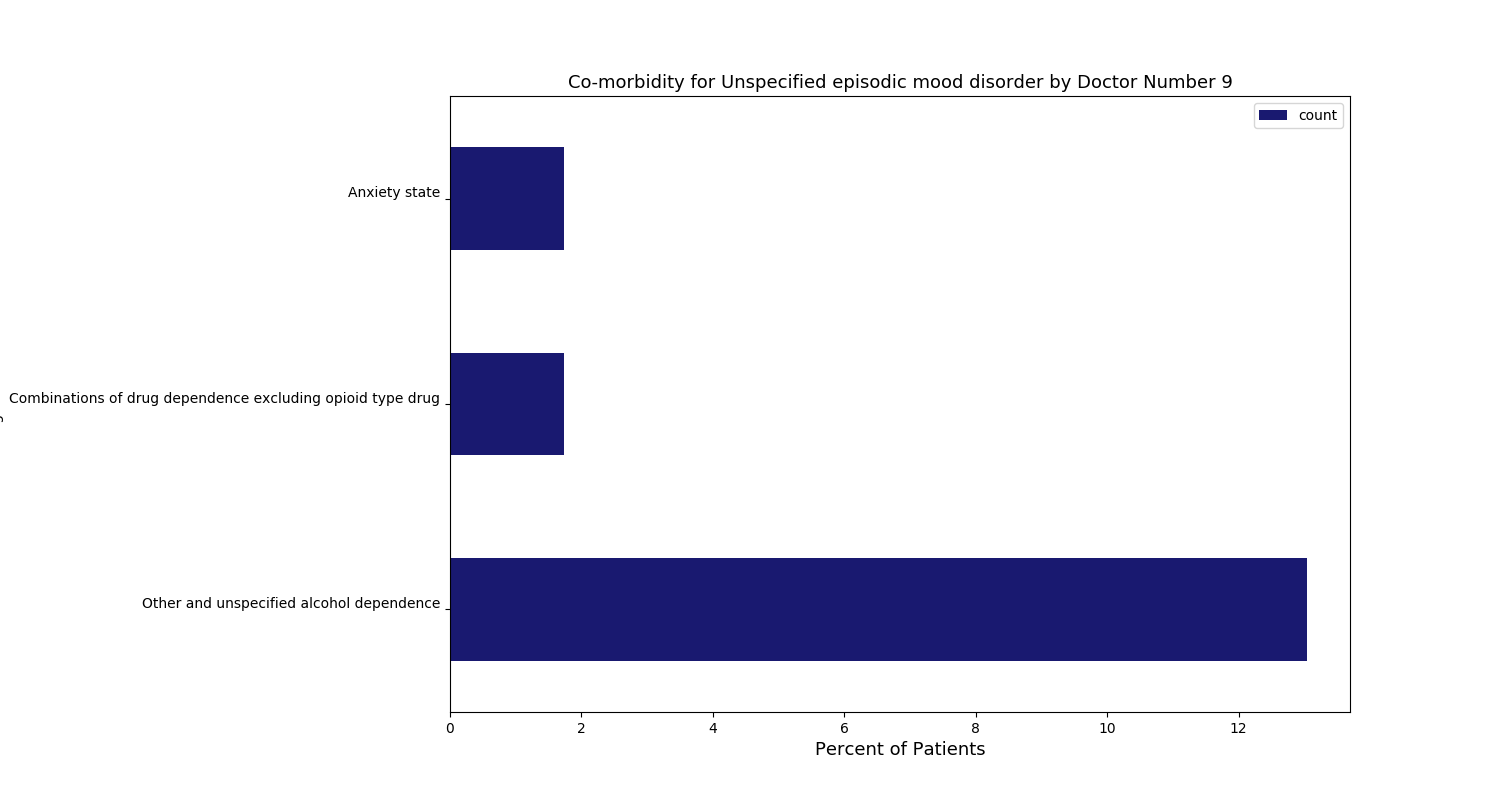 Co-morbidity for Unspecified episodic mood disorder by Doctor Number 9
count
Anxiety state
Combinations of drug dependence excluding opioid type drug
Other and unspecified alcohol dependence
0 2 4 6 8 10 12
Percent of Patients